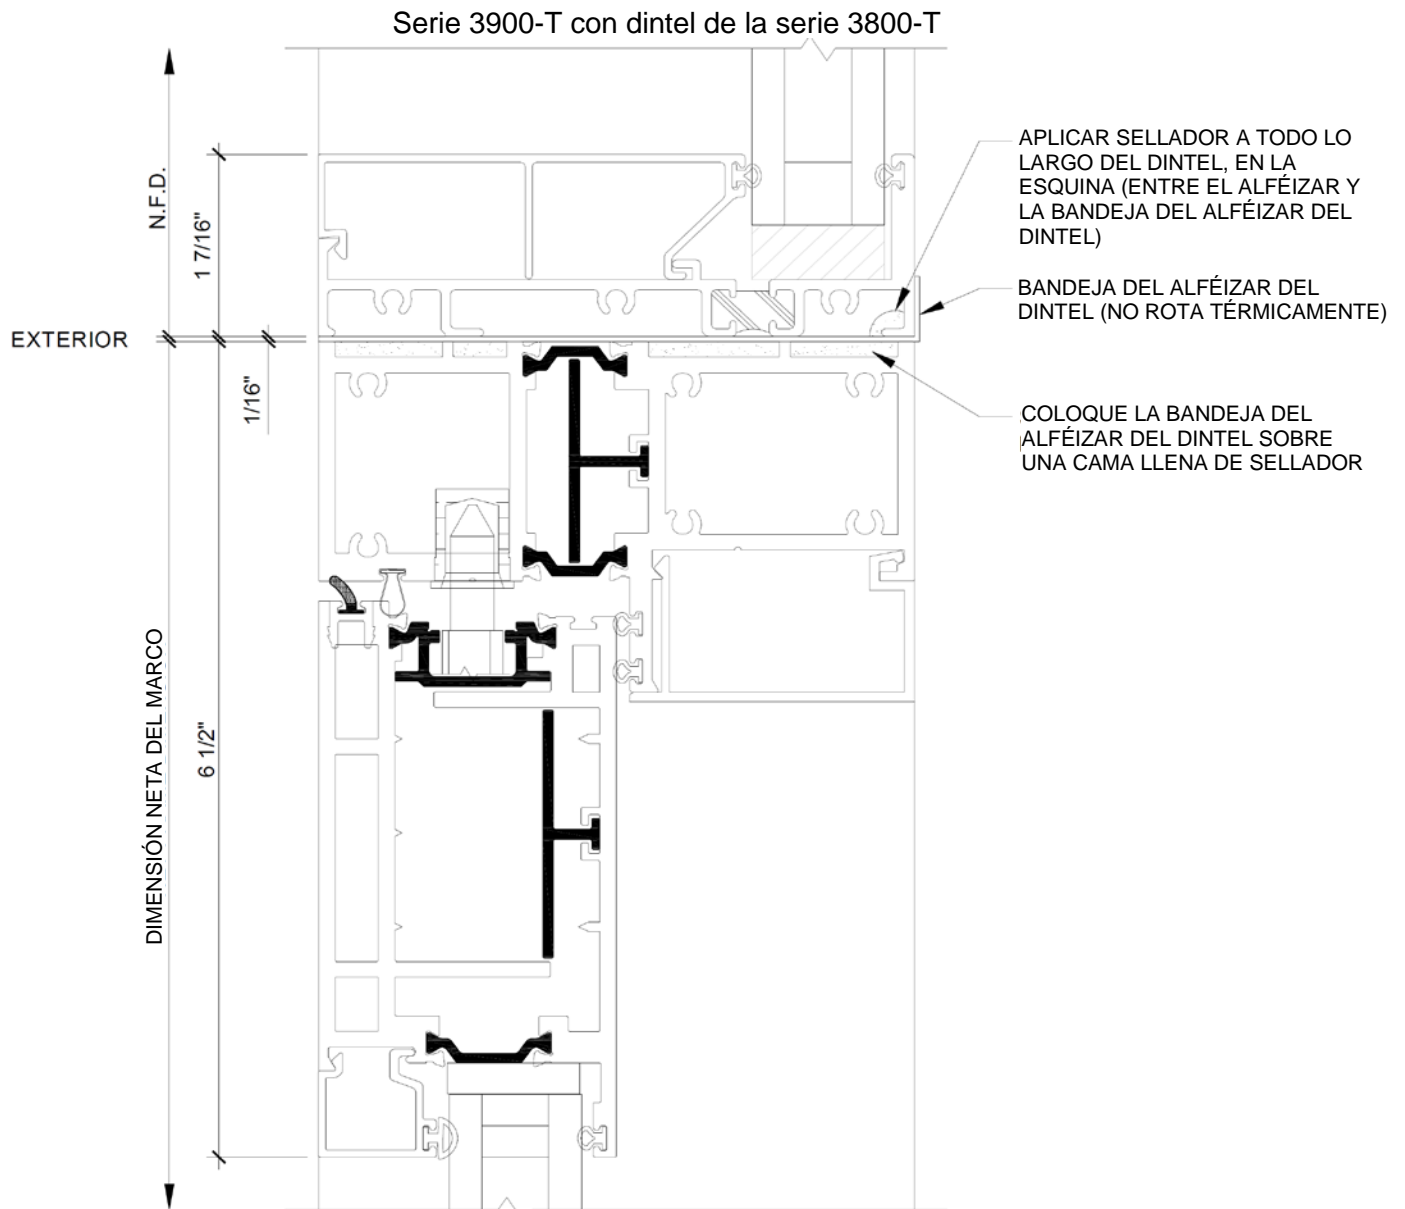 Serie 3900-T con dintel de la serie 3800-T
N.F.D.
1 7/16"
EXTERIOR
1/16"
DIMENSIÓN NETA DEL MARCO
6 1/2"
APLICAR SELLADOR A TODO LO
LARGO DEL DINTEL, EN LA
ESQUINA (ENTRE EL ALFÉIZAR Y
LA BANDEJA DEL ALFÉIZAR DEL
DINTEL)
BANDEJA DEL ALFÉIZAR DEL
DINTEL (NO ROTA TÉRMICAMENTE)
COLOQUE LA BANDEJA DEL
ALFÉIZAR DEL DINTEL SOBRE
UNA CAMA LLENA DE SELLADOR